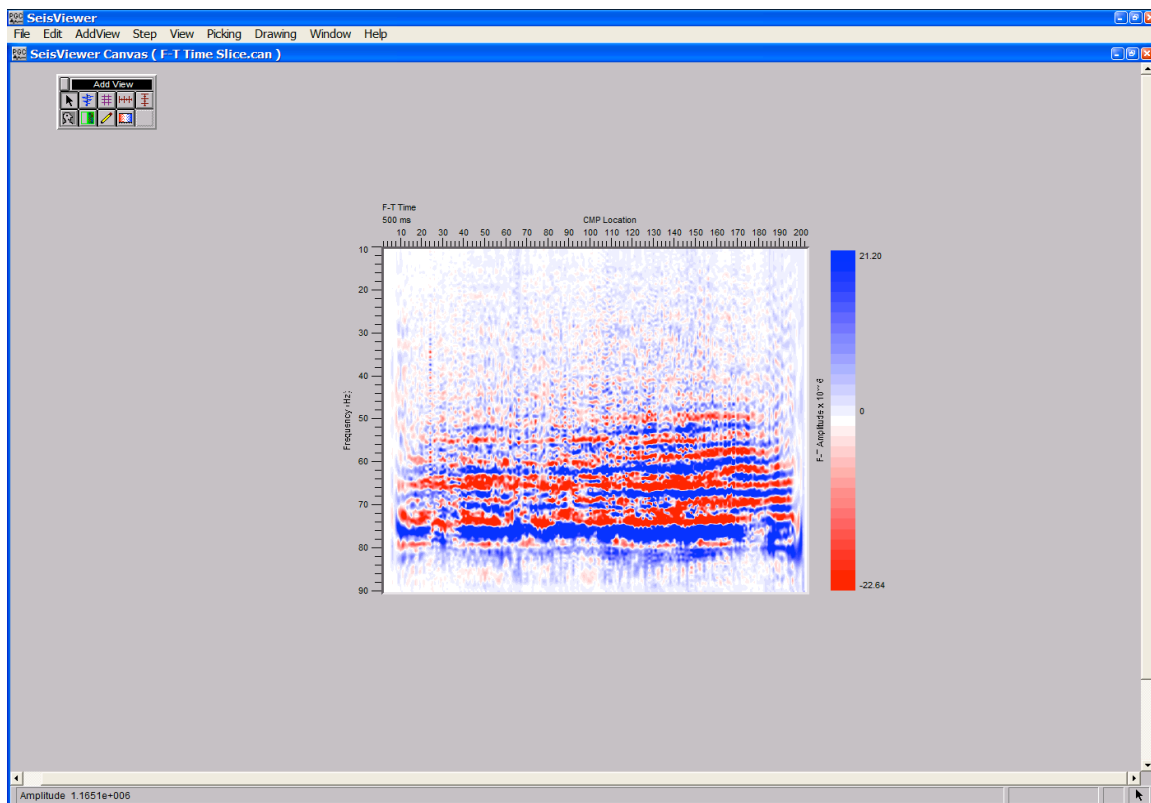 SeisViewer
File Edit AddView Step View Picking Drawing Window Help
SeisViewer Canvas ( F-T Time Slice.can )
Add View
F-T Time
500 ms
CMP Location
10 20 30 40 50 60 70 80 90 100 110 120 130 140 150 160 170 180 190 200
10
20
30
40
50
60
70
80
90
Frequency
21.20
0
-22.64
Amplitude x 10
Amplitude 1.1651e+006